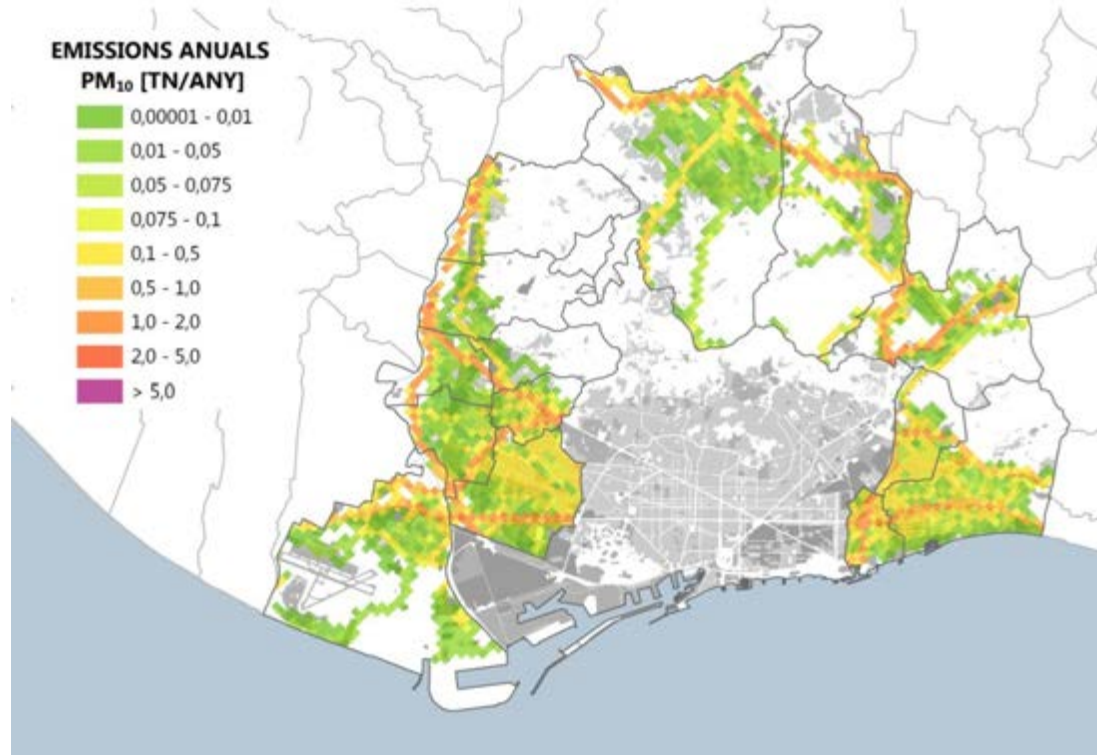 EMISSIONS ANUALS
PM₁₀ [TN/ANY]
0,00001 - 0,01
0,01 - 0,05
0,05 - 0,075
0,075 - 0,1
0,1 - 0,5
0,5 - 1,0
1,0 - 2,0
2,0 - 5,0
> 5,0